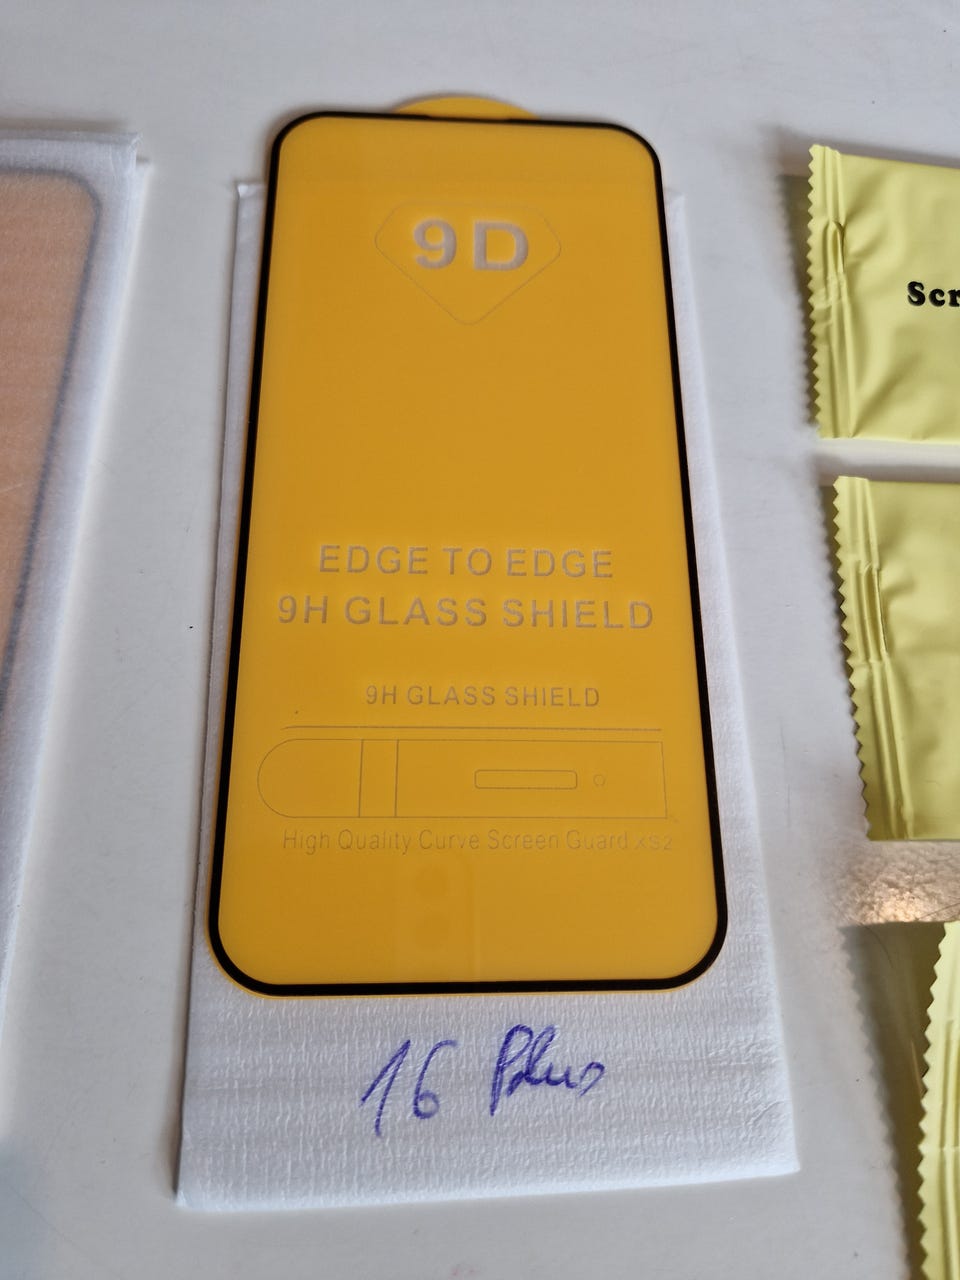 9D
EDGE TO EDGE
9H GLASS SHIELD
9H GLASS SHIELD
High Quality Curve Screen Guard XS2
16 Plus
Scr